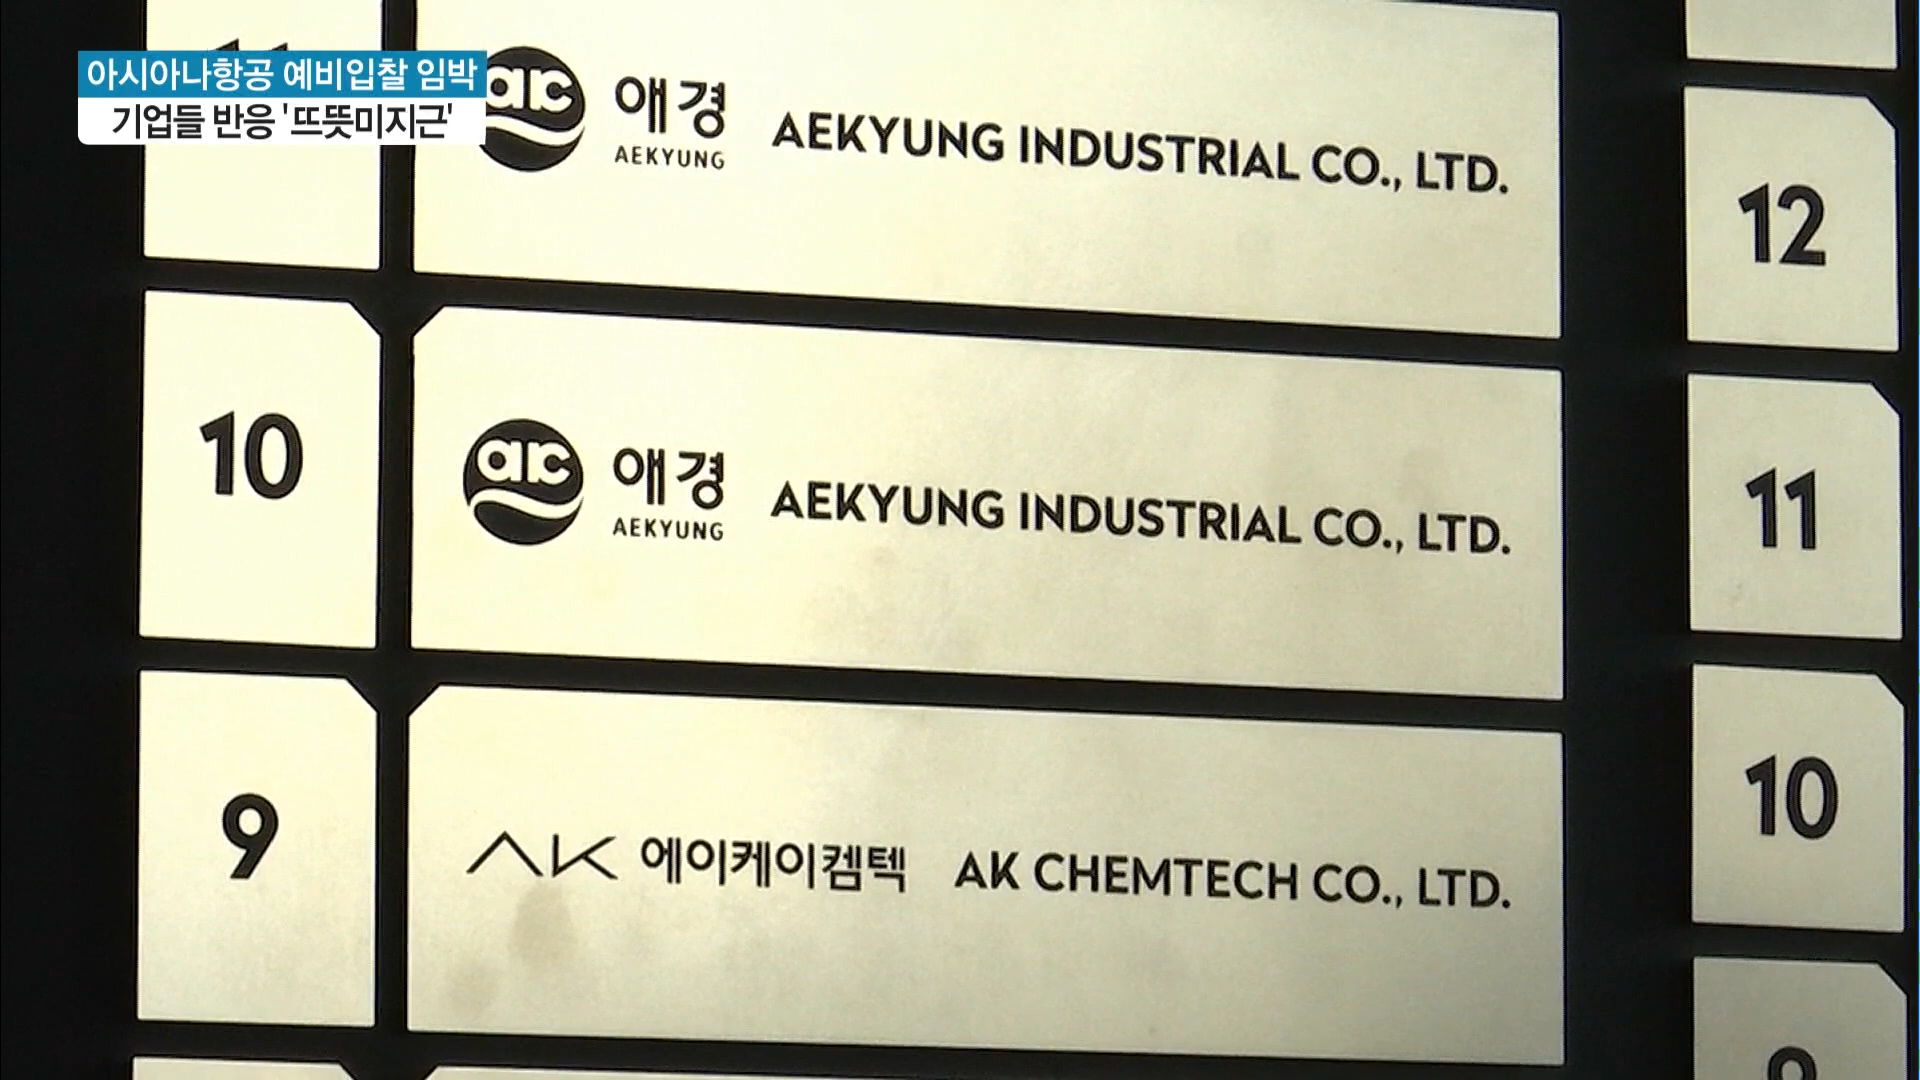 아시아나항공 예비입찰 임박
기업들 반응 '뜨뜻미지근'
ar 애경 AEKYUNG AEKYUNG INDUSTRIAL CO., LTD.
12
10
ar 애경 AEKYUNG AEKYUNG INDUSTRIAL CO., LTD.
11
9
AK 에이케이켐텍 AK CHEMTECH CO., LTD.
10